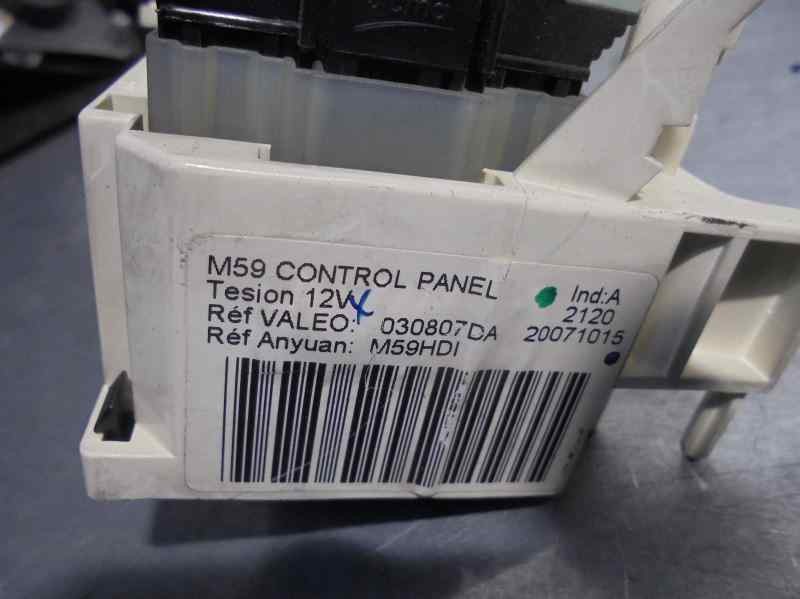 M59 CONTROL PANEL
Tesion 12V
Ind:A
2120
Réf VALEO: 030807DA 20071015
Réf Anyuan: M59HDI